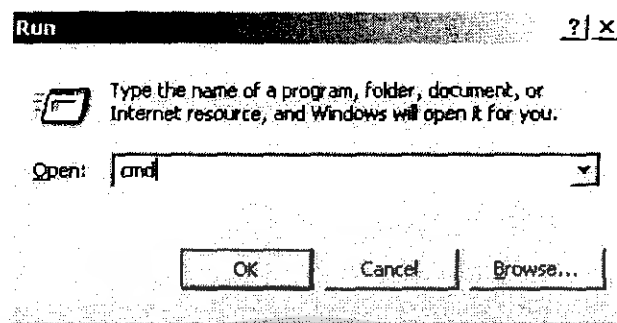 Run ? ×
Type the name of a program, folder, document, or
Internet resource, and Windows will open it for you.
Open: cmd
OK Cancel Browse...